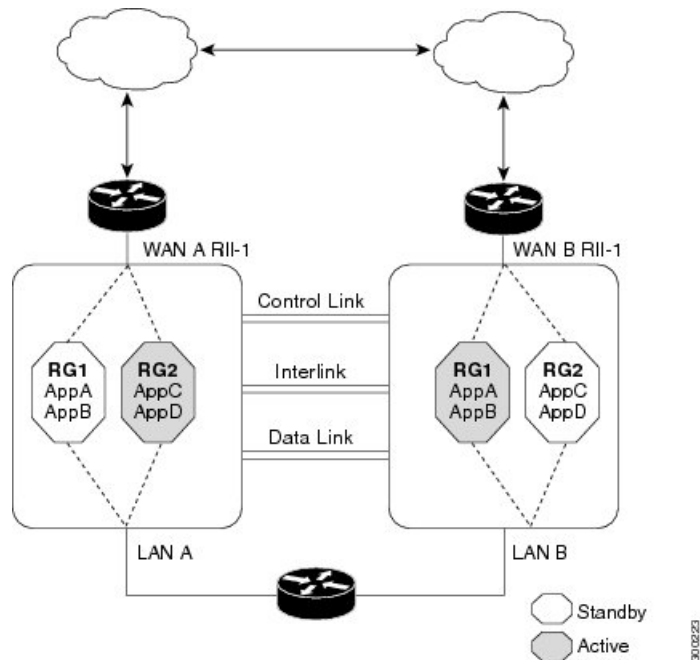 WAN A RII-1
WAN B RII-1
Control Link
RG1
AppA
AppB
RG2
AppC
AppD
Interlink
RG1
AppA
AppB
RG2
AppC
AppD
Data Link
LAN A
LAN B
Standby
Active
300223